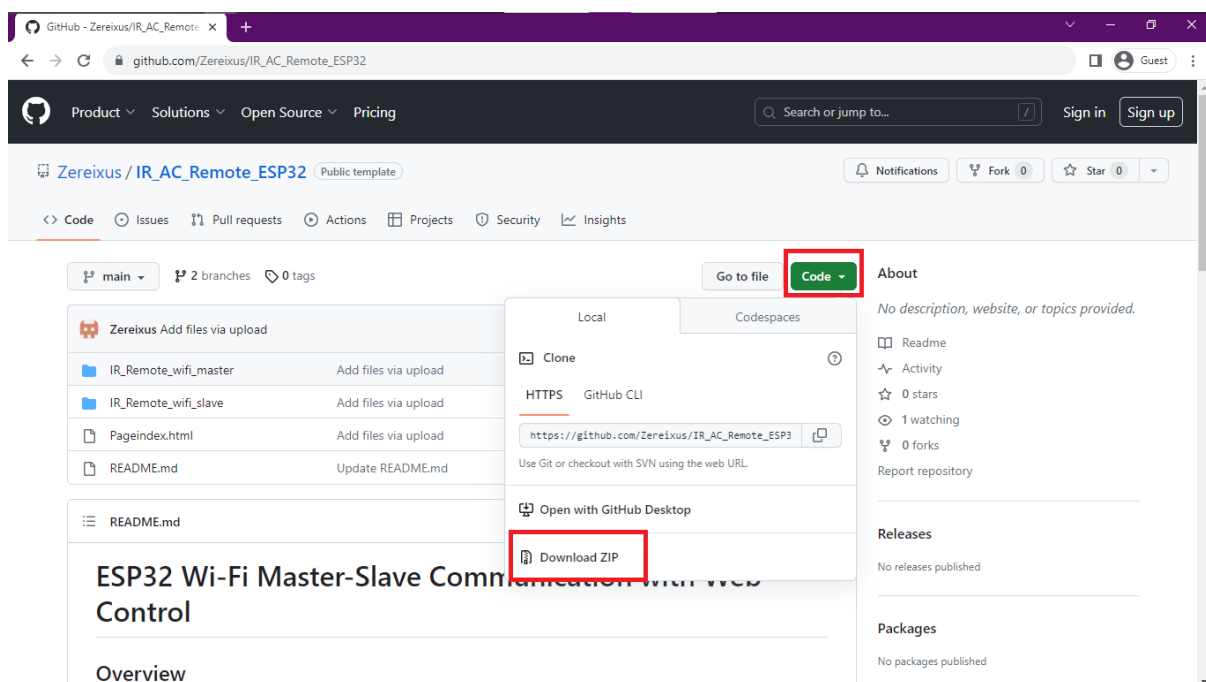 GitHub - Zereixus/IR_AC_Remote
github.com/Zereixus/IR_AC_Remote_ESP32
Guest
Product Solutions Open Source Pricing
Search or jump to...
/
Sign in Sign up
Zereixus / IR_AC_Remote_ESP32 Public template
Notifications Fork 0 Star 0
<> Code Issues Pull requests Actions Projects Security Insights
main 2 branches 0 tags
Go to file Code
Zereixus Add files via upload
IR_Remote_wifi_master Add files via upload
IR_Remote_wifi_slave Add files via upload
Pageindex.html Add files via upload
README.md Update README.md
Local Codespaces
Clone
HTTPS GitHub CLI
https://github.com/Zereixus/IR_AC_Remote_ESP3
Use Git or checkout with SVN using the web URL.
Open with GitHub Desktop
Download ZIP
README.md
ESP32 Wi-Fi Master-Slave Communication with Web
Control
Overview
About
No description, website, or topics provided.
Readme
Activity
0 stars
1 watching
0 forks
Report repository
Releases
No releases published
Packages
No packages published